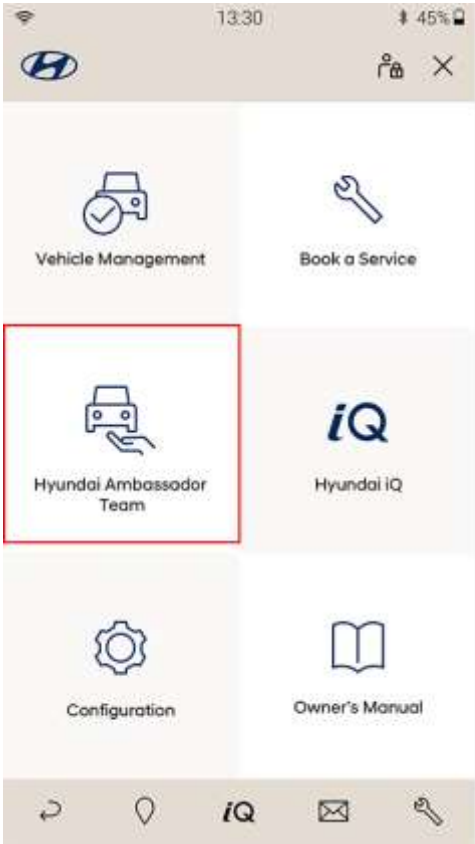 13:30
45%
Vehicle Management
Book a Service
Hyundai Ambassador
Team
iQ
Hyundai iQ
Configuration
Owner's Manual
iQ